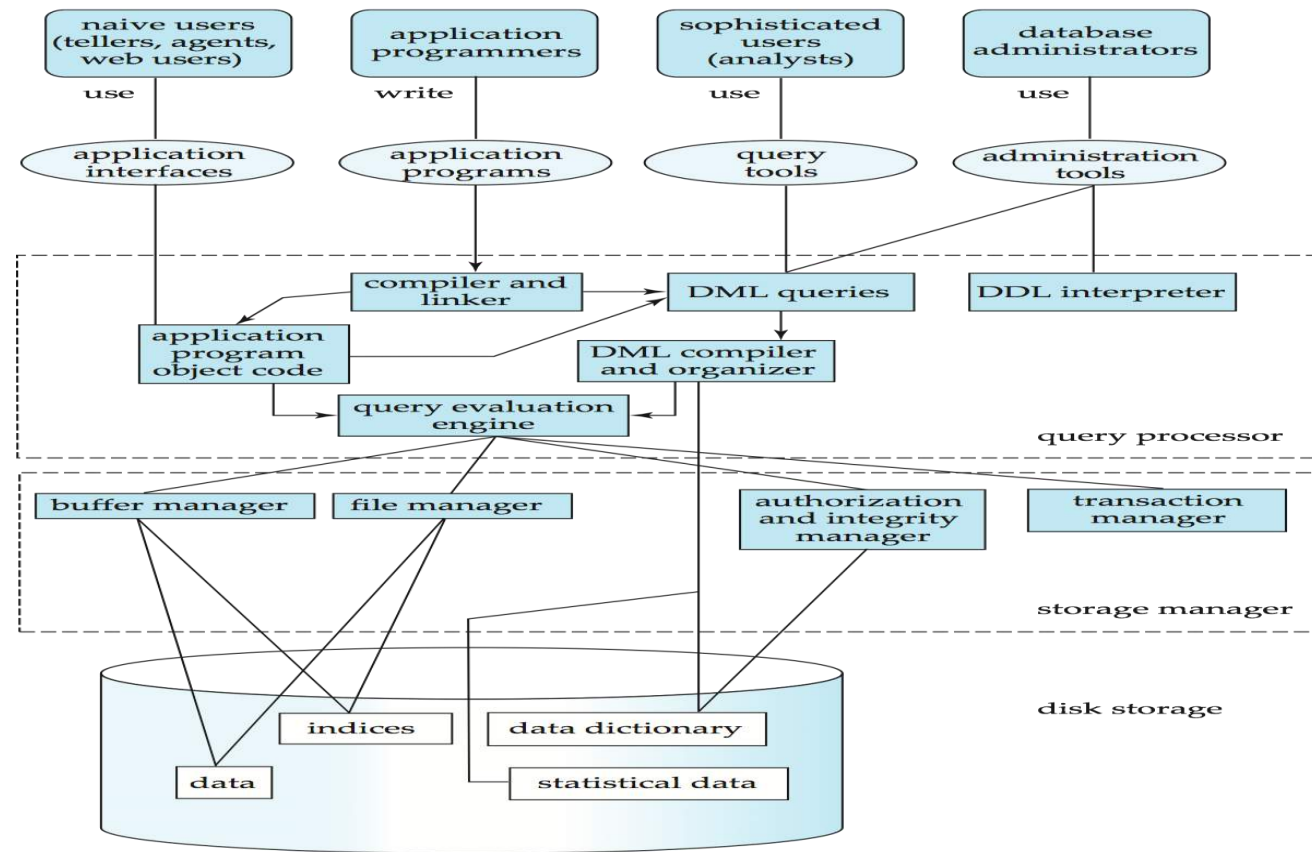 naive users
(tellers, agents,
web users)
application
programmers
sophisticated
users
(analysts)
database
administrators
use
write
use
use
application
interfaces
application
programs
query
tools
administration
tools
compiler and
linker
DML queries
DDL interpreter
application
program
object code
DML compiler
and organizer
query evaluation
engine
query processor
buffer manager
file manager
authorization
and integrity
manager
transaction
manager
storage manager
disk storage
indices
data dictionary
data
statistical data